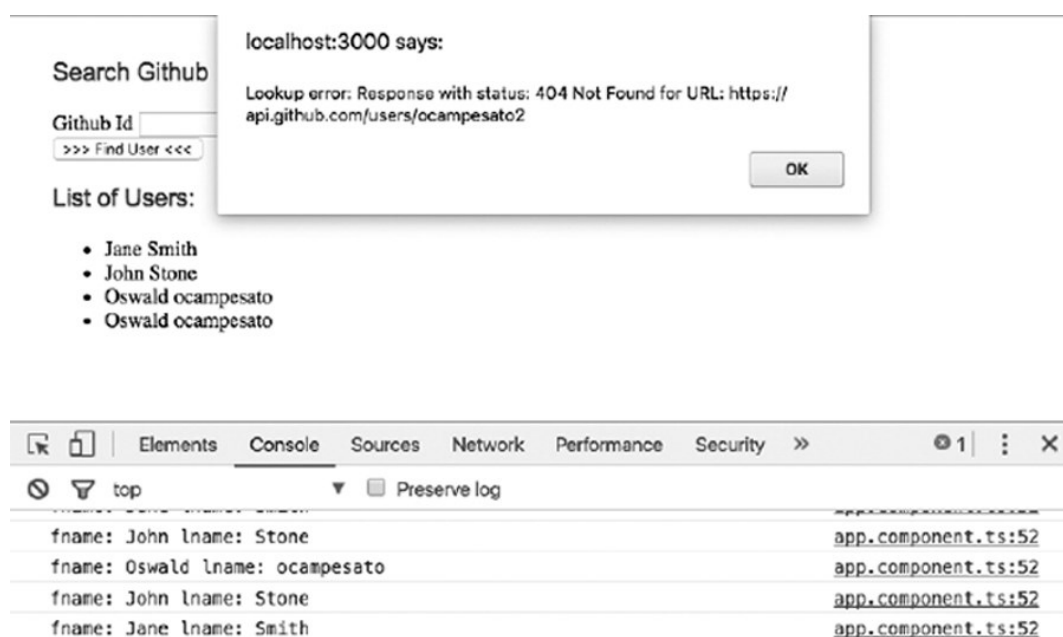 localhost:3000 says:
Lookup error: Response with status: 404 Not Found for URL: https://
api.github.com/users/ocampesato2
OK
Search Github
Github Id
>>> Find User <<<
List of Users:
• Jane Smith
• John Stone
• Oswald ocampesato
• Oswald ocampesato
Elements Console Sources Network Performance Security » 1
top ▼ Preserve log
fname: John lname: Stone app.component.ts:52
fname: Oswald lname: ocampesato app.component.ts:52
fname: John lname: Stone app.component.ts:52
fname: Jane lname: Smith app.component.ts:52